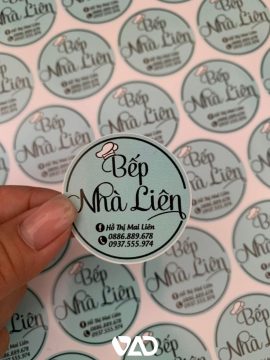 Bếp
Nhà Liên
Hồ Thị Mai Liên
0886.889.678
0937.555.974